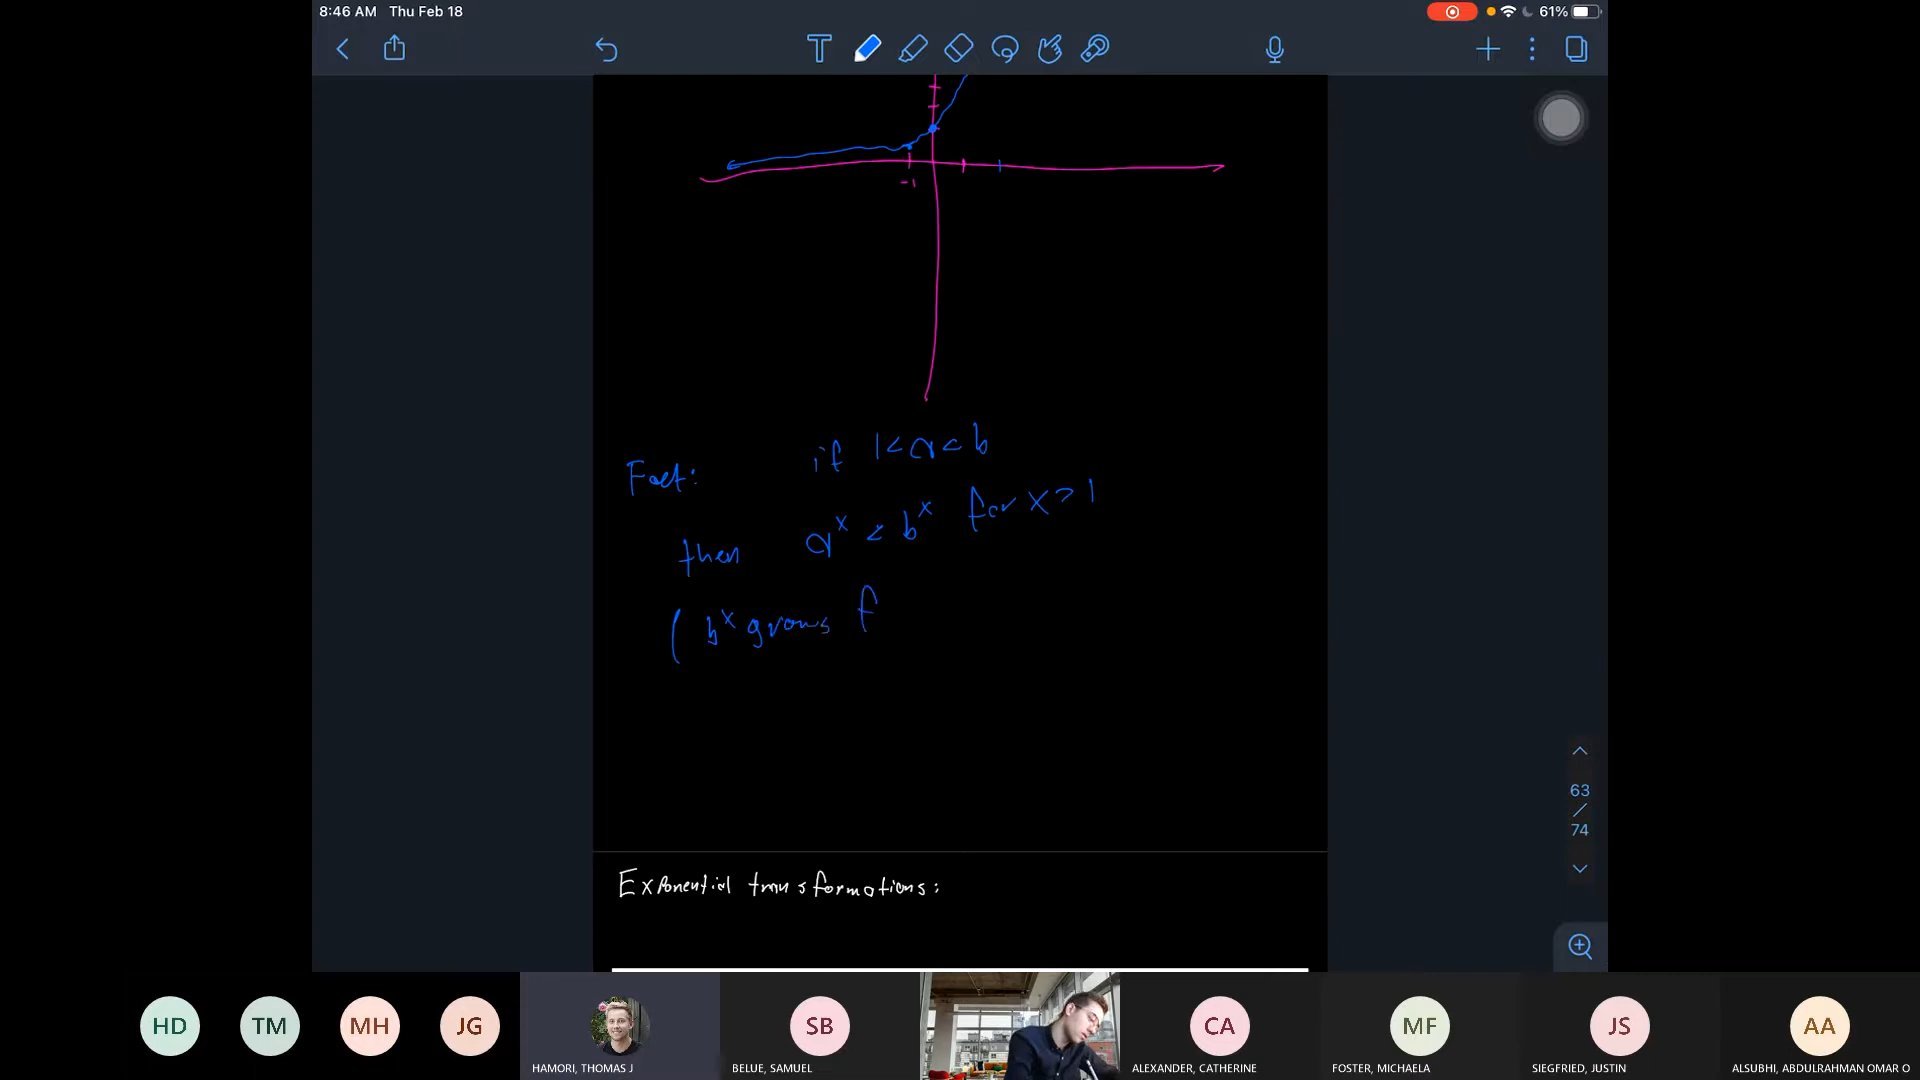 8:46 AM Thu Feb 18
61%
-1
Fact: if 1<a<b
then a^x < b^x for x>1
( b^x grows f
63
/
74
Exponential transformations:
HD TM MH JG SB CA MF JS AA
HAMORI, THOMAS J BELUE, SAMUEL ALEXANDER, CATHERINE FOSTER, MICHAELA SIEGFRIED, JUSTIN ALSUBHI, ABDULRAHMAN OMAR O